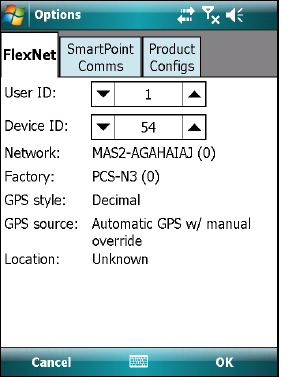 Options
FlexNet
SmartPoint
Comms
Product
Configs
User ID: 1
Device ID: 54
Network: MAS2-AGAHAIAJ (0)
Factory: PCS-N3 (0)
GPS style: Decimal
GPS source: Automatic GPS w/ manual
override
Location: Unknown
Cancel OK